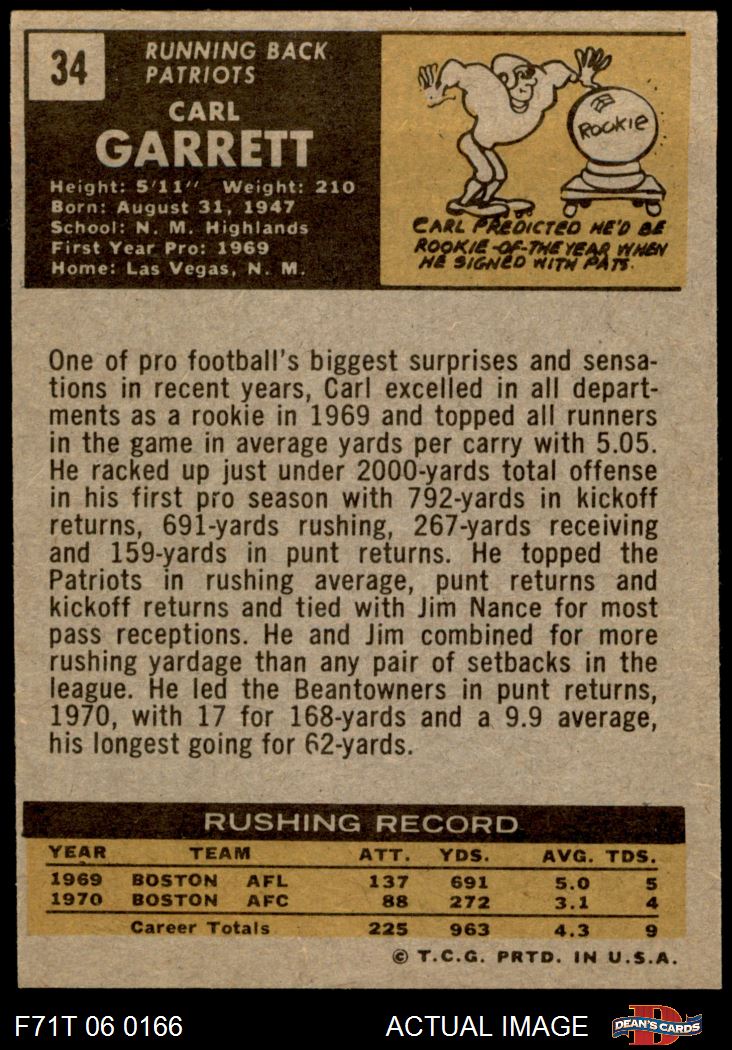 34
RUNNING BACK
PATRIOTS
CARL
GARRETT
Height: 5'11" Weight: 210
Born: August 31, 1947
School: N. M. Highlands
First Year Pro: 1969
Home: Las Vegas, N. M.
ROOKIE
CARL PREDICTED HE'D BE
ROOKIE-OF-THE YEAR WHEN
HE SIGNED WITH PATS.
One of pro football's biggest surprises and sensa-
tions in recent years, Carl excelled in all depart-
ments as a rookie in 1969 and topped all runners
in the game in average yards per carry with 5.05.
He racked up just under 2000-yards total offense
in his first pro season with 792-yards in kickoff
returns, 691-yards rushing, 267-yards receiving
and 159-yards in punt returns. He topped the
Patriots in rushing average, punt returns and
kickoff returns and tied with Jim Nance for most
pass receptions. He and Jim combined for more
rushing yardage than any pair of setbacks in the
league. He led the Beantowners in punt returns,
1970, with 17 for 168-yards and a 9.9 average,
his longest going for 62-yards.
RUSHING RECORD
YEAR TEAM ATT. YDS. AVG. TDS.
1969 BOSTON AFL 137 691 5.0 5
1970 BOSTON AFC 88 272 3.1 4
Career Totals 225 963 4.3 9
© T.C.G. PRTD. IN U.S.A.
F71T 06 0166 ACTUAL IMAGE DEAN'S CARDS